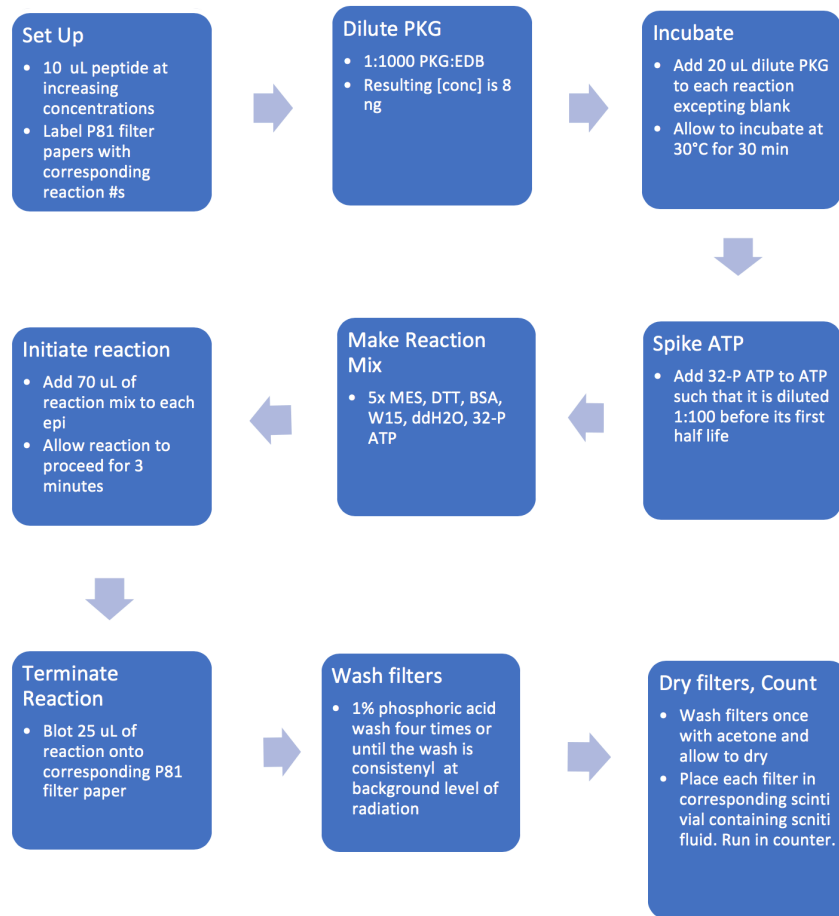 Set Up
• 10 uL peptide at
increasing
concentrations
• Label P81 filter
papers with
corresponding
reaction #s
Dilute PKG
• 1:1000 PKG:EDB
• Resulting [conc] is 8
ng
Incubate
• Add 20 uL dilute PKG
to each reaction
excepting blank
• Allow to incubate at
30°C for 30 min
Spike ATP
• Add 32-P ATP to ATP
such that it is diluted
1:100 before its first
half life
Make Reaction
Mix
• 5x MES, DTT, BSA,
W15, ddH2O, 32-P
ATP
Initiate reaction
• Add 70 uL of
reaction mix to each
epi
• Allow reaction to
proceed for 3
minutes
Terminate
Reaction
• Blot 25 uL of
reaction onto
corresponding P81
filter paper
Wash filters
• 1% phosphoric acid
wash four times or
until the wash is
consistenyl at
background level of
radiation
Dry filters, Count
• Wash filters once
with acetone and
allow to dry
• Place each filter in
corresponding scinti
vial containing scniti
fluid. Run in counter.